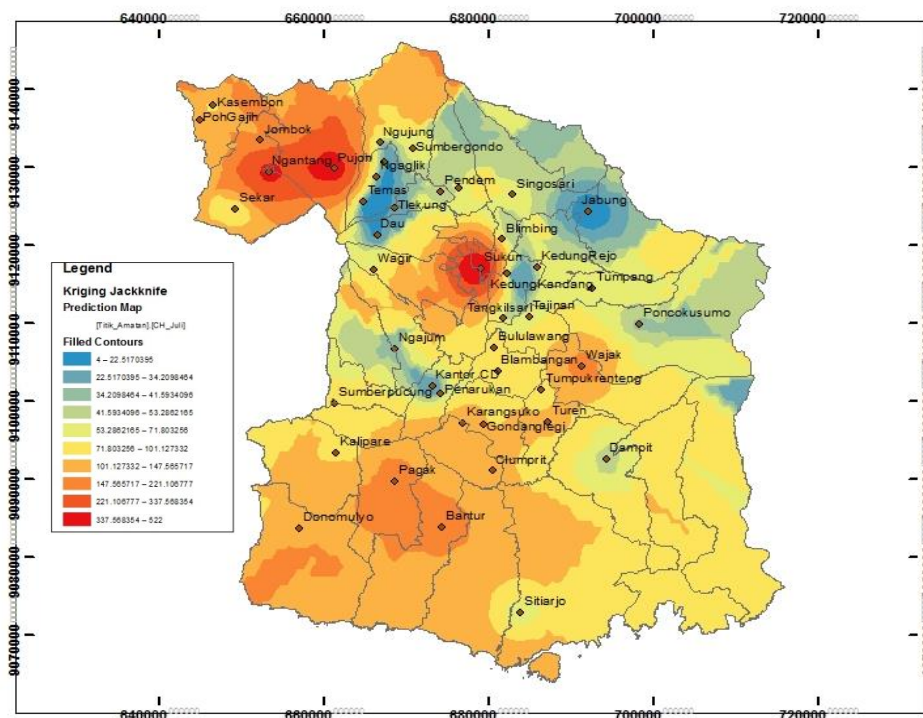 640000 660000 680000 700000 720000
9140000
9130000
9120000
9110000
9100000
9090000
9080000
9070000
Kasembon
PohGajih
Jombok
Ngujung
Sumbergondo
Ngantang
Pujon
Ngaglik
Sekar
Temas
Tlekung
Pendem
Singosari
Jabung
Dau
Blimbing
Wagir
Sukun
KedungRejo
KedungKandang
Tumpang
Tangkilsari
Tajinan
Poncokusumo
Ngajum
Bululawang
Blambangan
Wajak
Kantor CD
Penarukan
Tumpukrenteng
Sumberpucung
Karangsuko
Gondanglegi
Turen
Kalipare
Clumprit
Dampit
Pagak
Donomulyo
Bantur
Sitiarjo
Legend
Kriging Jackknife
Prediction Map
[Titik_Amatan].[CH_Juli]
Filled Contours
4 – 22.5170395
22.5170395 – 34.2098464
34.2098464 – 41.5934096
41.5934096 – 53.2862165
53.2862165 – 71.803256
71.803256 – 101.127332
101.127332 – 147.565717
147.565717 – 221.106777
221.106777 – 337.568354
337.568354 – 522
640000 660000 680000 700000 720000